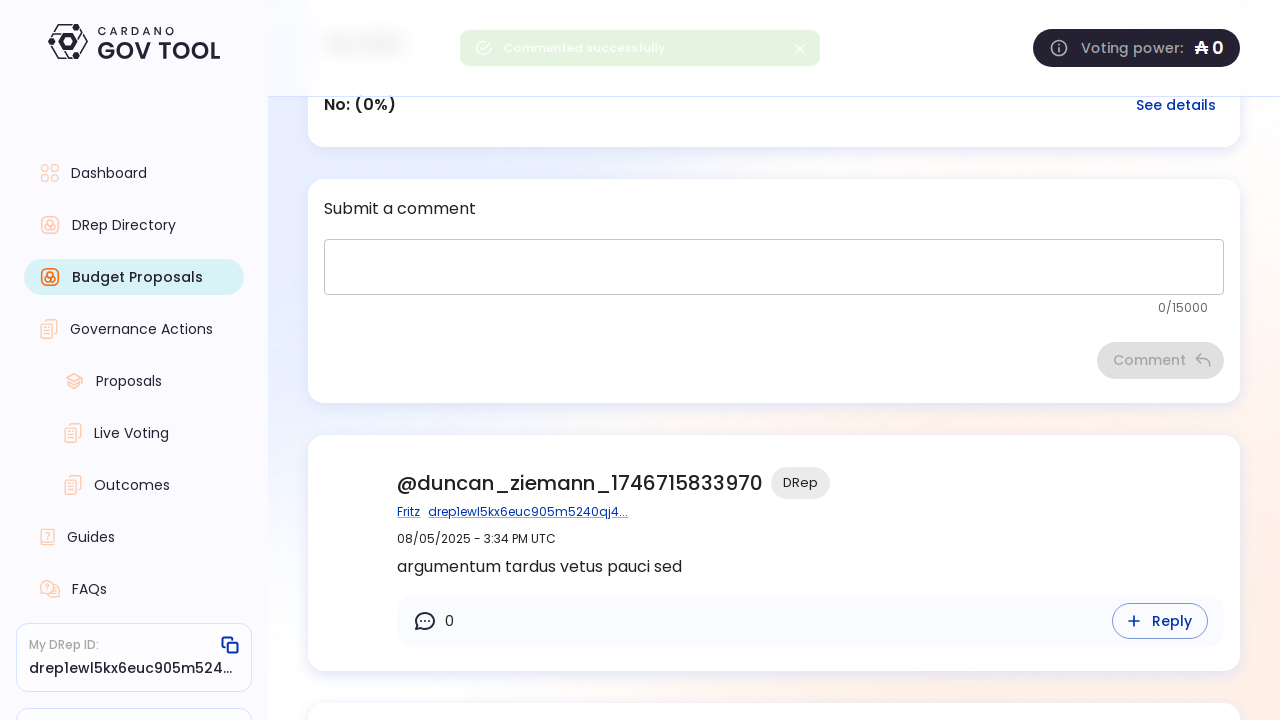 CARDANO
GOV TOOL
Commented successfully
Voting power: ₳ 0
No: (0%)
See details
Dashboard
DRep Directory
Budget Proposals
Governance Actions
Proposals
Live Voting
Outcomes
Guides
FAQs
My DRep ID:
drep1ewl5kx6euc905m524...
Submit a comment
0/15000
Comment
@duncan_ziemann_1746715833970 DRep
Fritz drep1ewl5kx6euc905m5240qj4...
08/05/2025 - 3:34 PM UTC
argumentum tardus vetus pauci sed
0
Reply